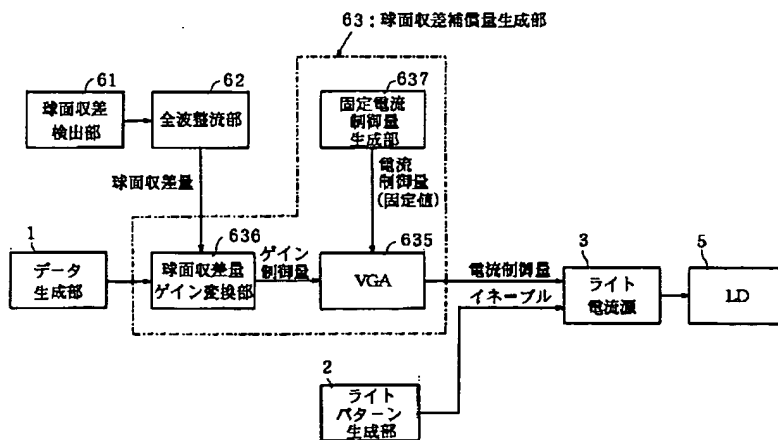 63:球面収差補償量生成部
61
球面収差
検出部
62
全波整流部
637
固定電流
制御量
生成部
球面収差量
電流
制御量
(固定値)
1
データ
生成部
636
球面収差量
ゲイン変換部
ゲイン
制御量
635
VGA
電流制御量
イネーブル
3
ライト
電流源
5
LD
2
ライト
パターン
生成部